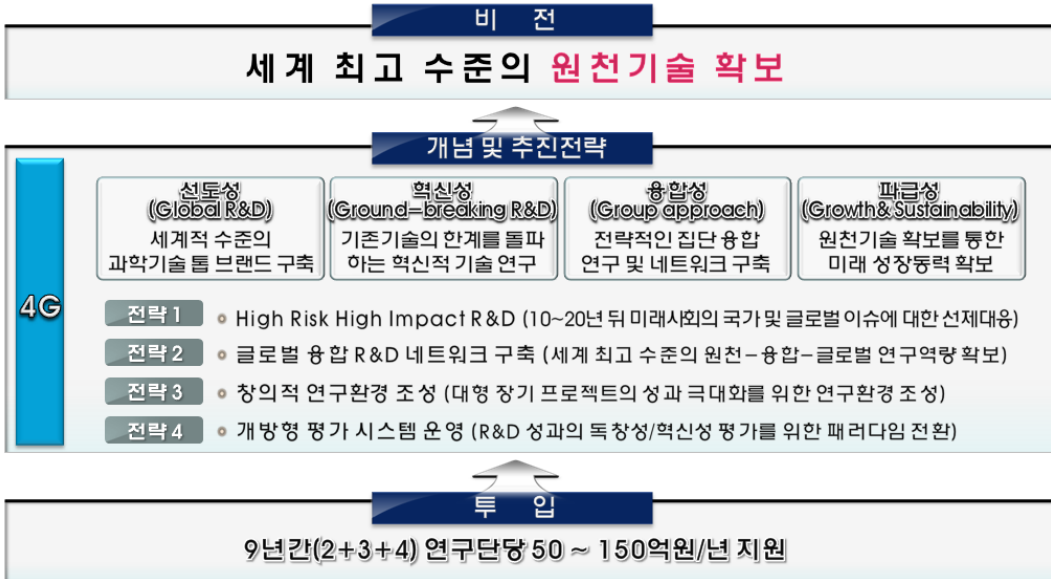 비 전
세계 최고 수준의 원천기술 확보
개념 및 추진전략
4G
선도성
(Global R&D)
세계적 수준의
과학기술 톱 브랜드 구축
혁신성
(Ground-breaking R&D)
기존기술의 한계를 돌파
하는 혁신적 기술 연구
융합성
(Group approach)
전략적인 집단 융합
연구 및 네트워크 구축
파급성
(Growth& Sustainability)
원천기술 확보를 통한
미래 성장동력 확보
전략 1 High Risk High Impact R&D (10~20년 뒤 미래사회의 국가 및 글로벌 이슈에 대한 선제대응)
전략 2 글로벌 융합 R&D 네트워크 구축 (세계 최고 수준의 원천-융합-글로벌 연구역량 확보)
전략 3 창의적 연구환경 조성 (대형 장기 프로젝트의 성과 극대화를 위한 연구환경 조성)
전략 4 개방형 평가 시스템 운영 (R&D 성과의 독창성/혁신성 평가를 위한 패러다임 전환)
투 입
9년간(2+3+4) 연구단당 50 ~ 150억원/년 지원